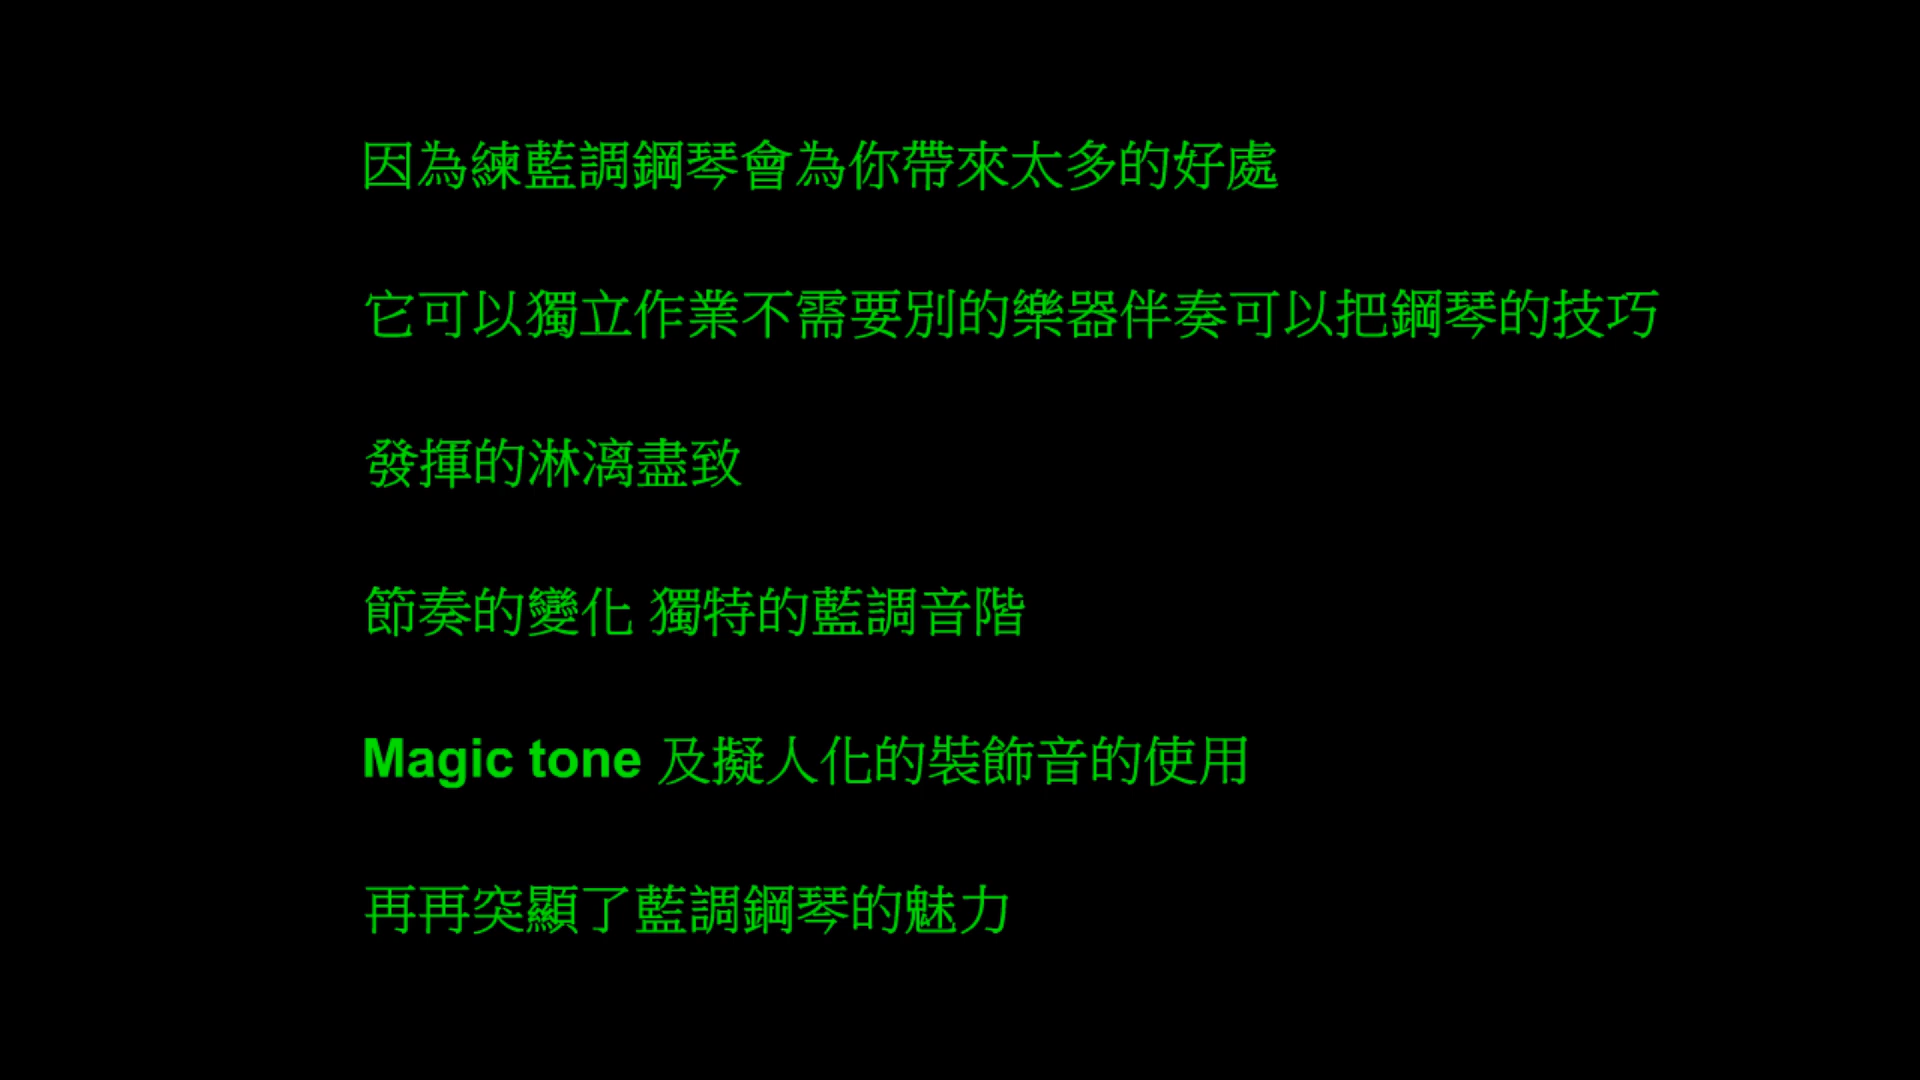 因為練藍調鋼琴會為你帶來太多的好處
它可以獨立作業不需要別的樂器伴奏可以把鋼琴的技巧
發揮的淋漓盡致
節奏的變化 獨特的藍調音階
Magic tone 及擬人化的裝飾音的使用
再再突顯了藍調鋼琴的魅力